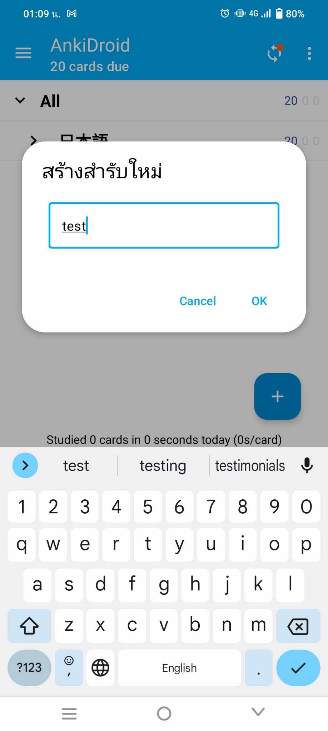 01:09 น.
4G 80%
AnkiDroid
20 cards due
All 20 0 0
日本語 20 0 0
สร้างสำรับใหม่
test
Cancel OK
+
Studied 0 cards in 0 seconds today (0s/card)
test testing testimonials
1 2 3 4 5 6 7 8 9 0
q w e r t y u i o p
a s d f g h j k l
z x c v b n m
?123 , English .